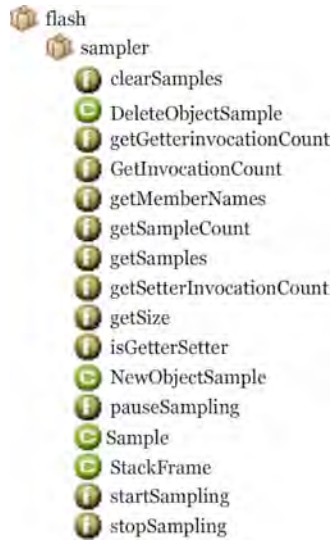 flash
sampler
clearSamples
DeleteObjectSample
getGetterinvocationCount
GetInvocationCount
getMemberNames
getSampleCount
getSamples
getSetterInvocationCount
getSize
isGetterSetter
NewObjectSample
pauseSampling
Sample
StackFrame
startSampling
stopSampling